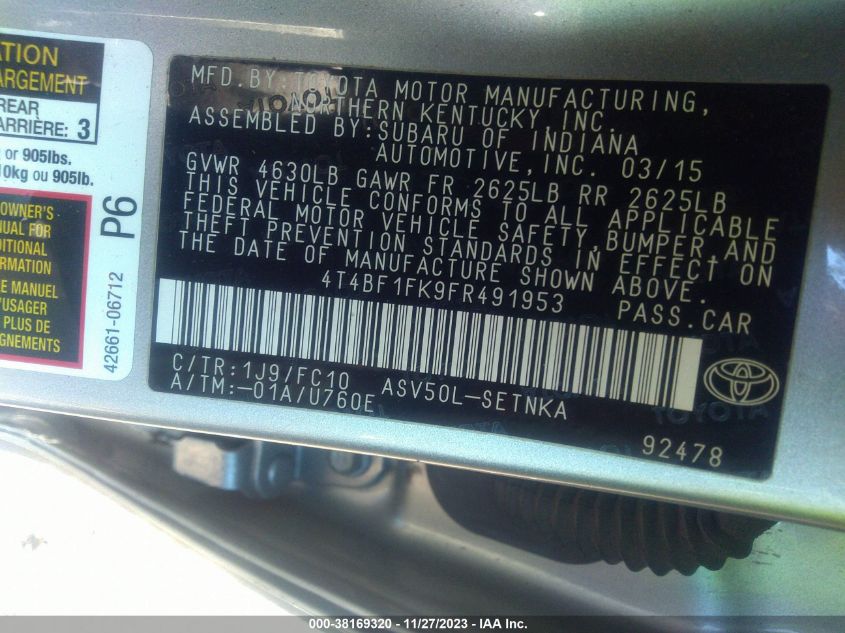 ATION
ARGEMENT
REAR
ARRIÈRE: 3
or 905lbs.
0kg ou 905lb.
OWNER'S
NUAL FOR
DITIONAL
ORMATION
E MANUEL
'USAGER
PLUS DE
P6
42661-06712
MFD.BY:TOYOTA MOTOR MANUFACTURING,
NORTHERN KENTUCKY,INC.
ASSEMBLED BY:SUBARU OF INDIANA
AUTOMOTIVE,INC. 03/15
GVWR 4630LB GAWR FR 2625LB RR 2625LB
THIS VEHICLE CONFORMS TO ALL APPLICABLE
FEDERAL MOTOR VEHICLE SAFETY,BUMPER,AND
THEFT PREVENTION STANDARDS IN EFFECT ON
THE DATE OF MANUFACTURE SHOWN ABOVE.
4T4BF1FK9FR491953 PASS.CAR
C/TR:1J9/FC10 ASV50L-SETNKA
A/TM:-01A/U760E
TOYOTA
92478
000-38169320 - 11/27/2023 - IAA Inc.